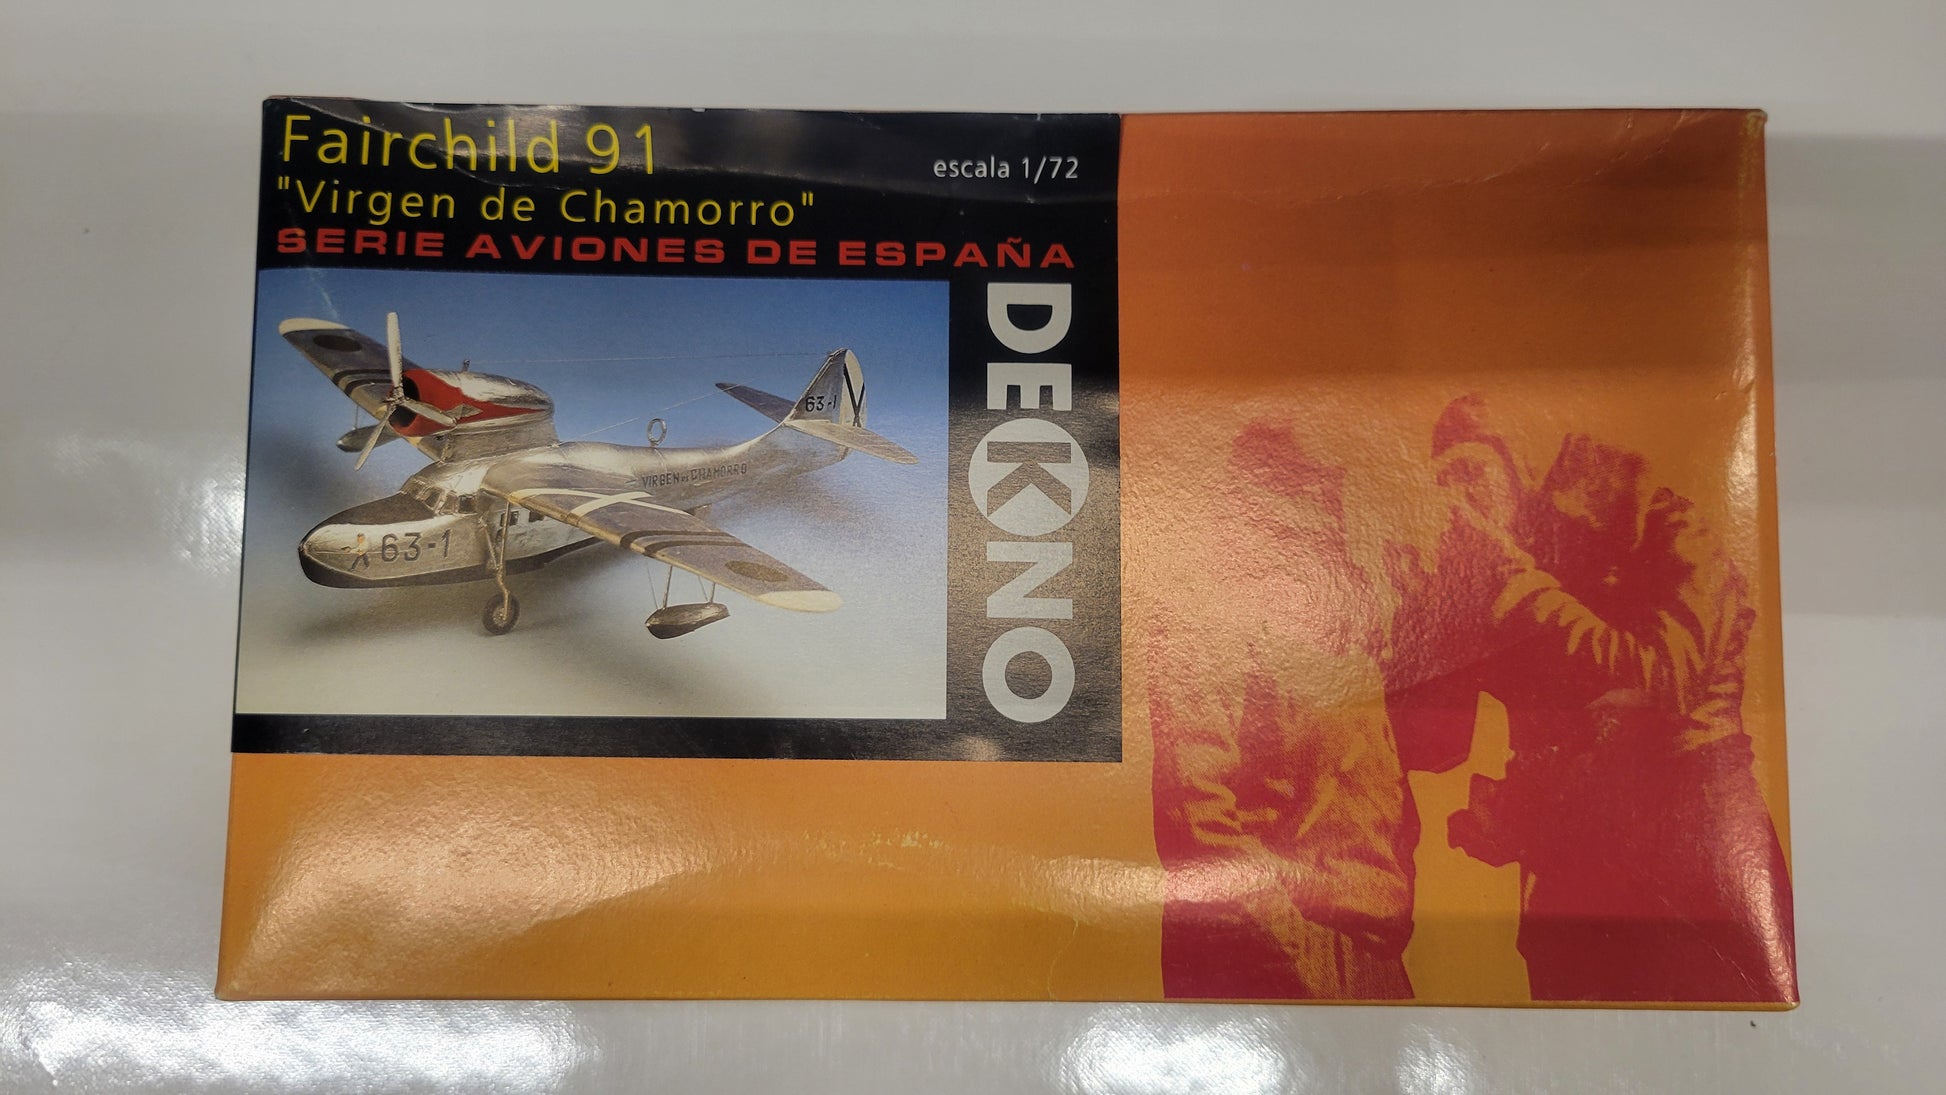 Fairchild 91
escala 1/72
"Virgen de Chamorro"
SERIE AVIONES DE ESPAÑA
DEKNO
63-1
VIRGEN DE CHAMORRO
63-1